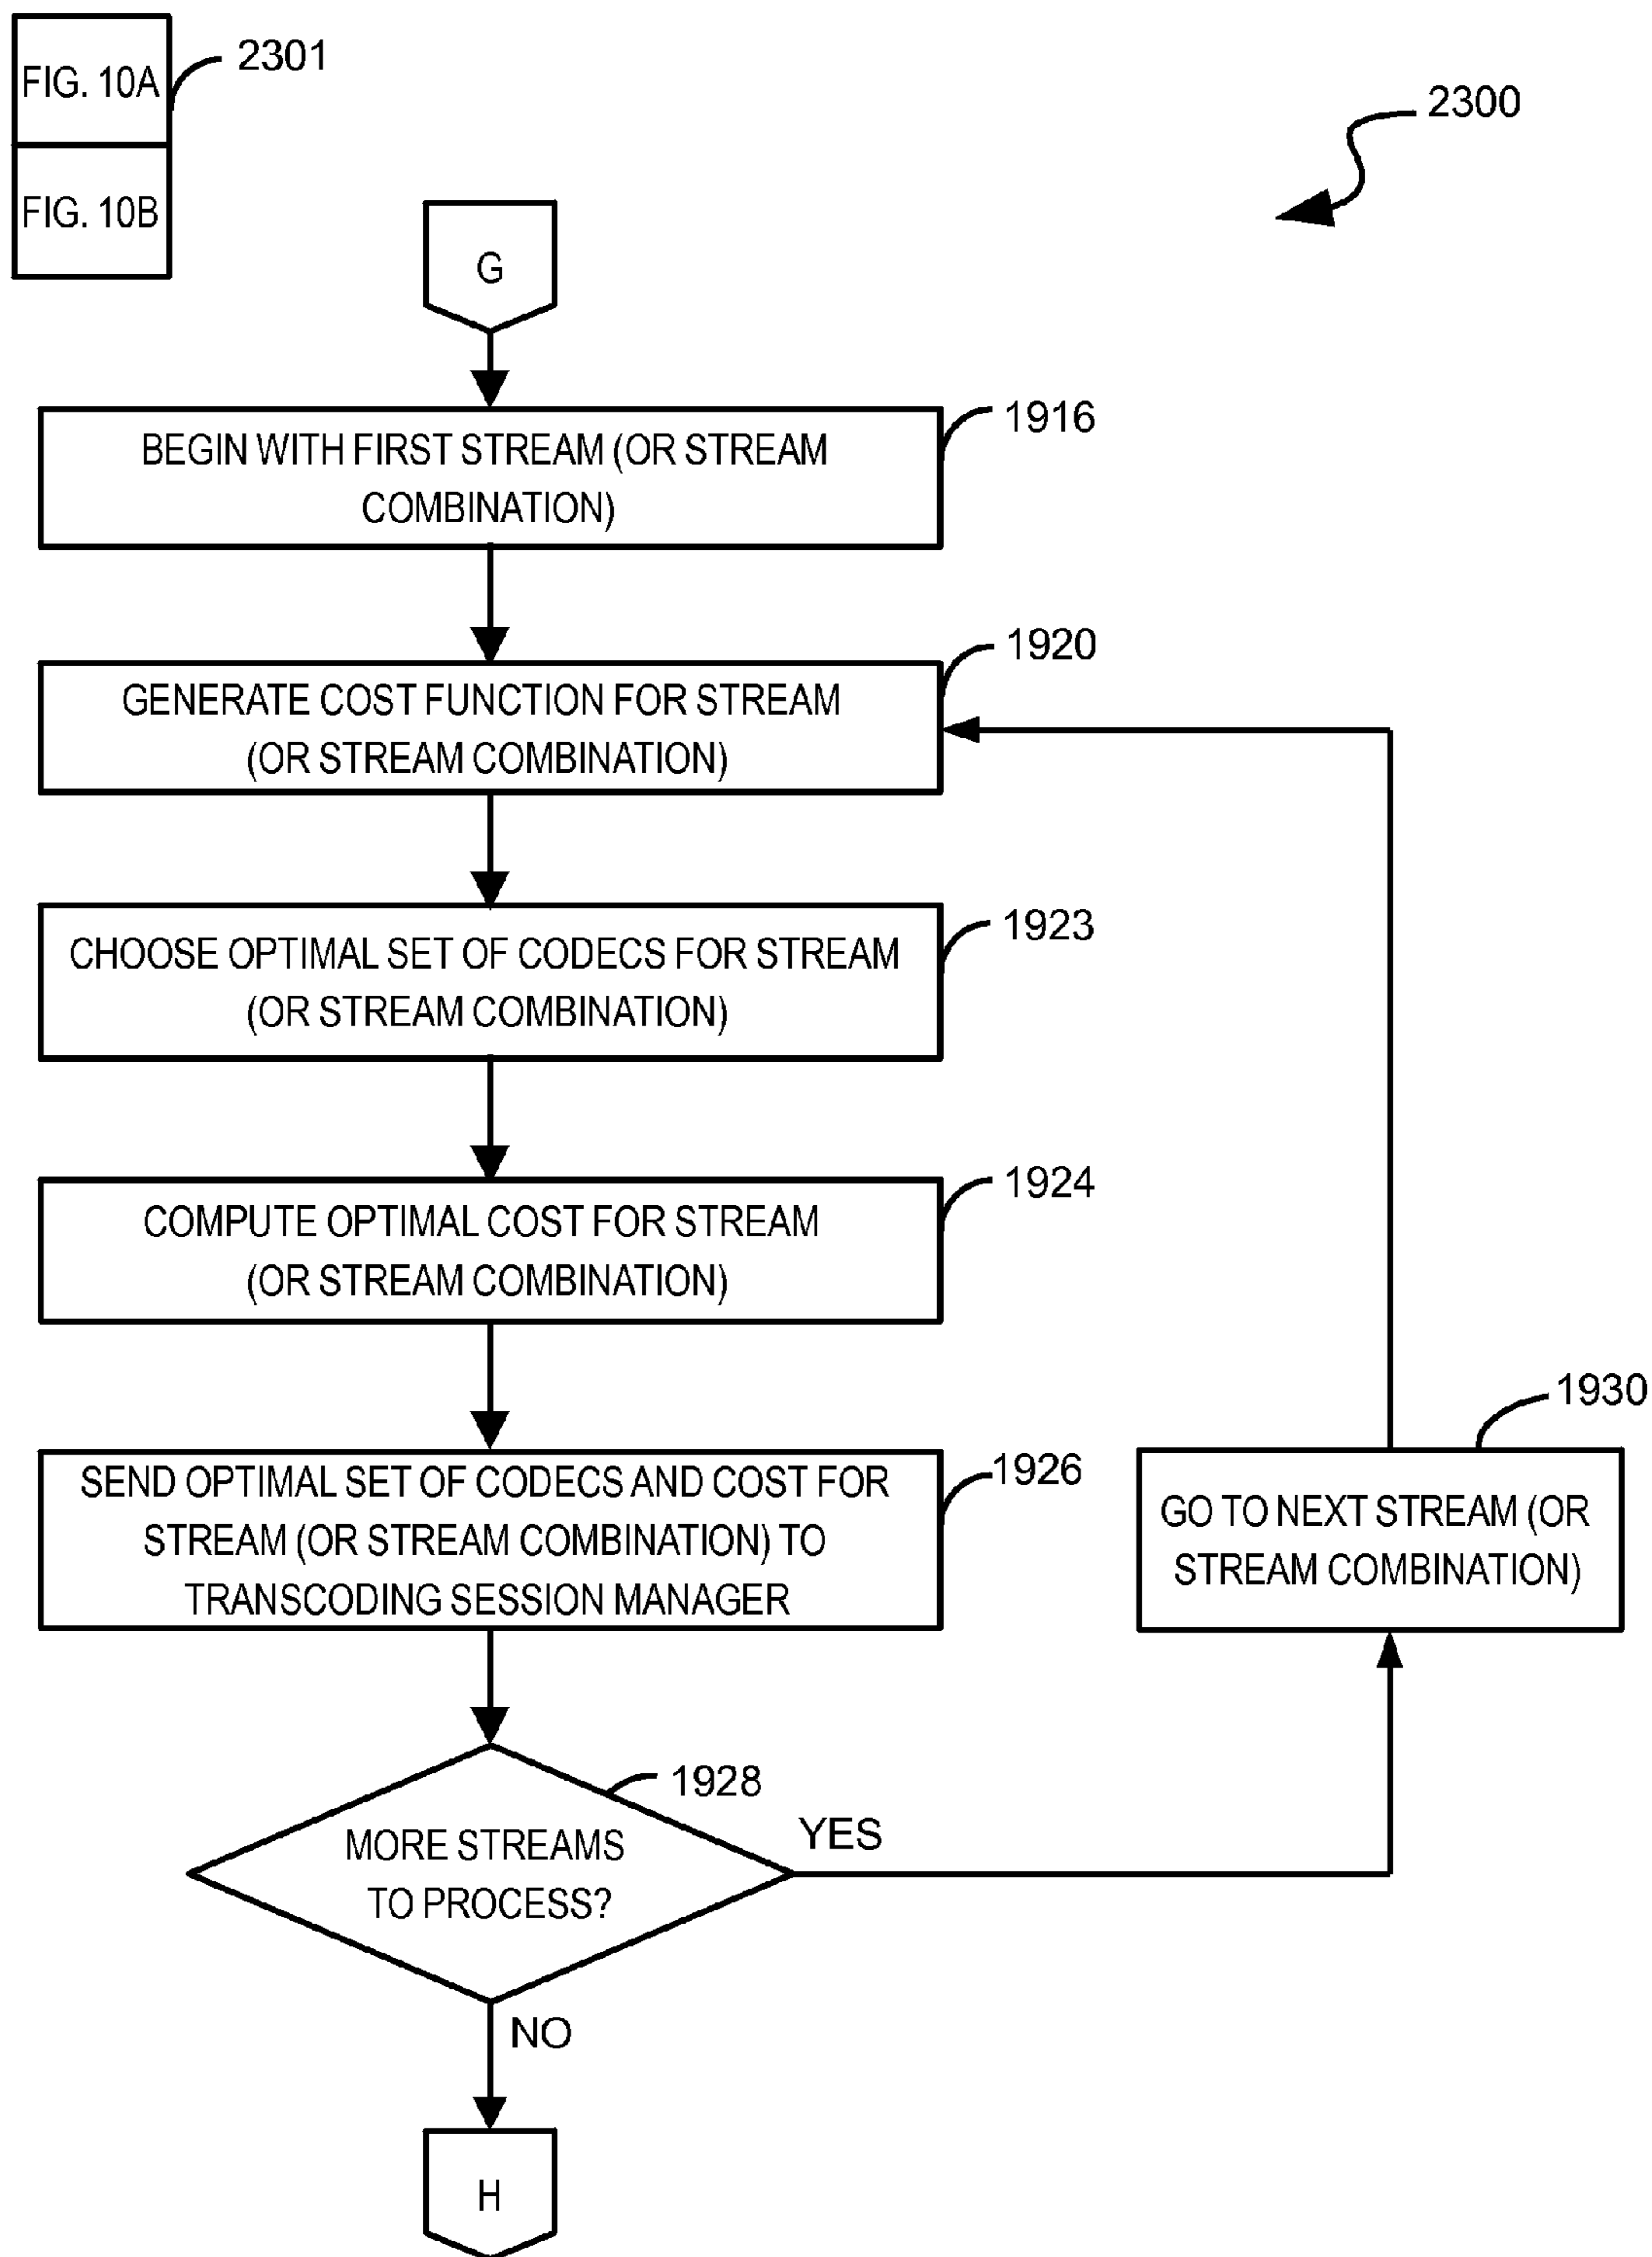 FIG. 10A
2301
FIG. 10B
2300
G
1916
BEGIN WITH FIRST STREAM (OR STREAM
COMBINATION)
1920
GENERATE COST FUNCTION FOR STREAM
(OR STREAM COMBINATION)
1923
CHOOSE OPTIMAL SET OF CODECS FOR STREAM
(OR STREAM COMBINATION)
1924
COMPUTE OPTIMAL COST FOR STREAM
(OR STREAM COMBINATION)
1926
SEND OPTIMAL SET OF CODECS AND COST FOR
STREAM (OR STREAM COMBINATION) TO
TRANSCODING SESSION MANAGER
1930
GO TO NEXT STREAM (OR
STREAM COMBINATION)
1928
MORE STREAMS
TO PROCESS?
YES
NO
H